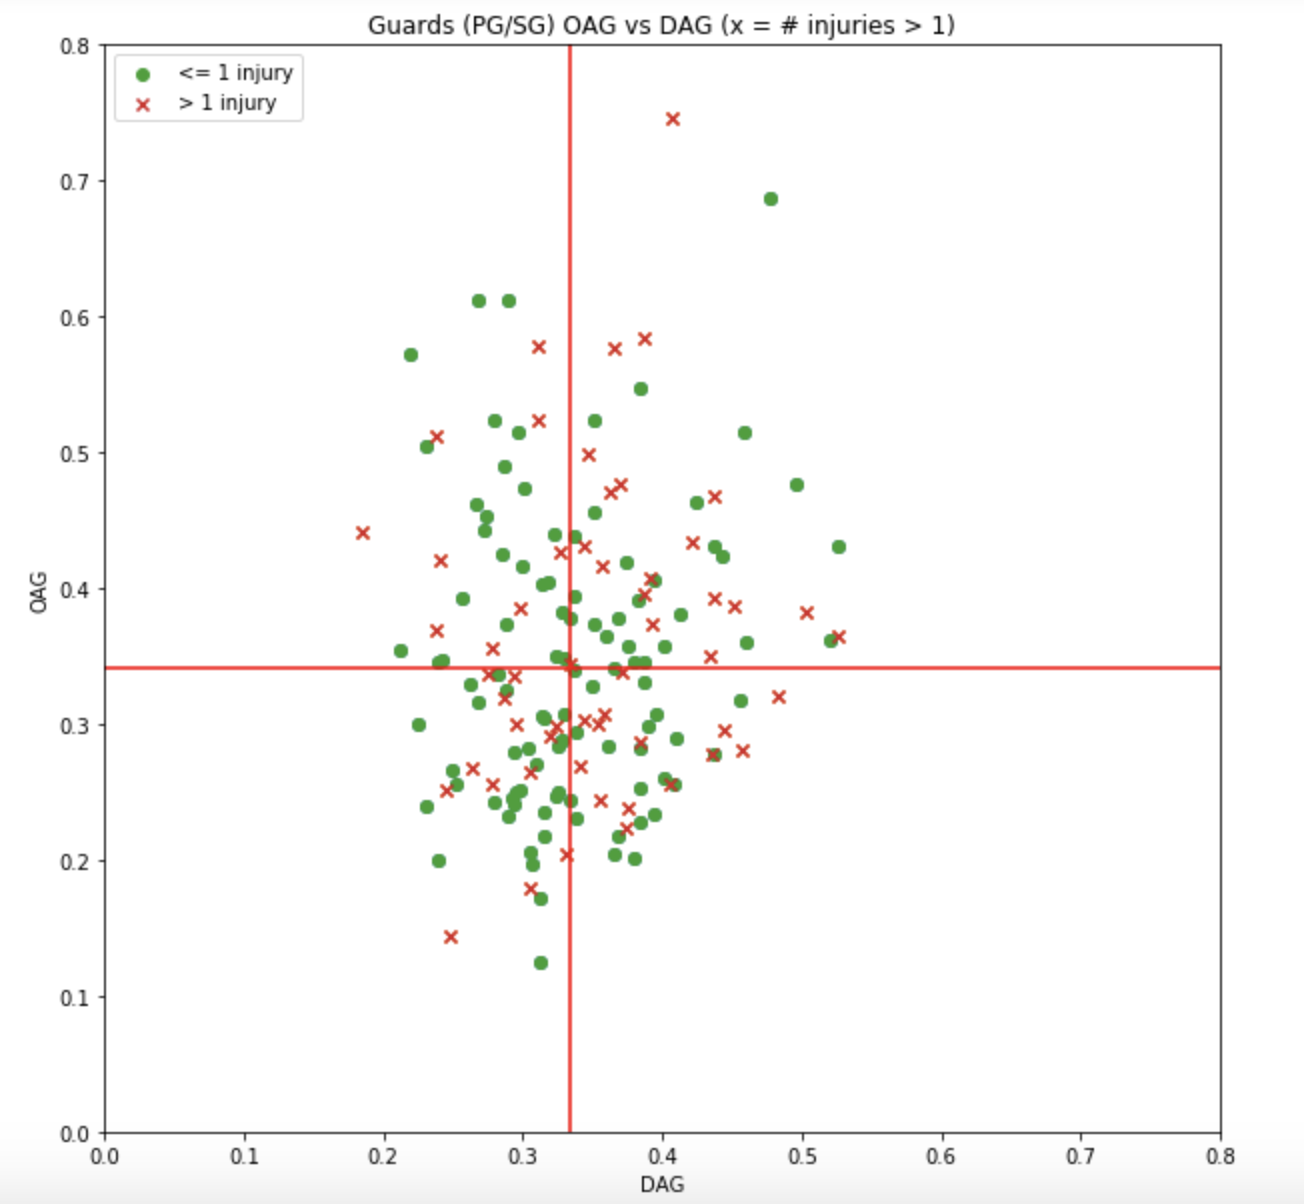 Guards (PG/SG) OAG vs DAG (x = # injuries > 1)
<= 1 injury
> 1 injury
0.8
0.7
0.6
0.5
0.4
0.3
0.2
0.1
0.0
OAG
0.0 0.1 0.2 0.3 0.4 0.5 0.6 0.7 0.8
DAG